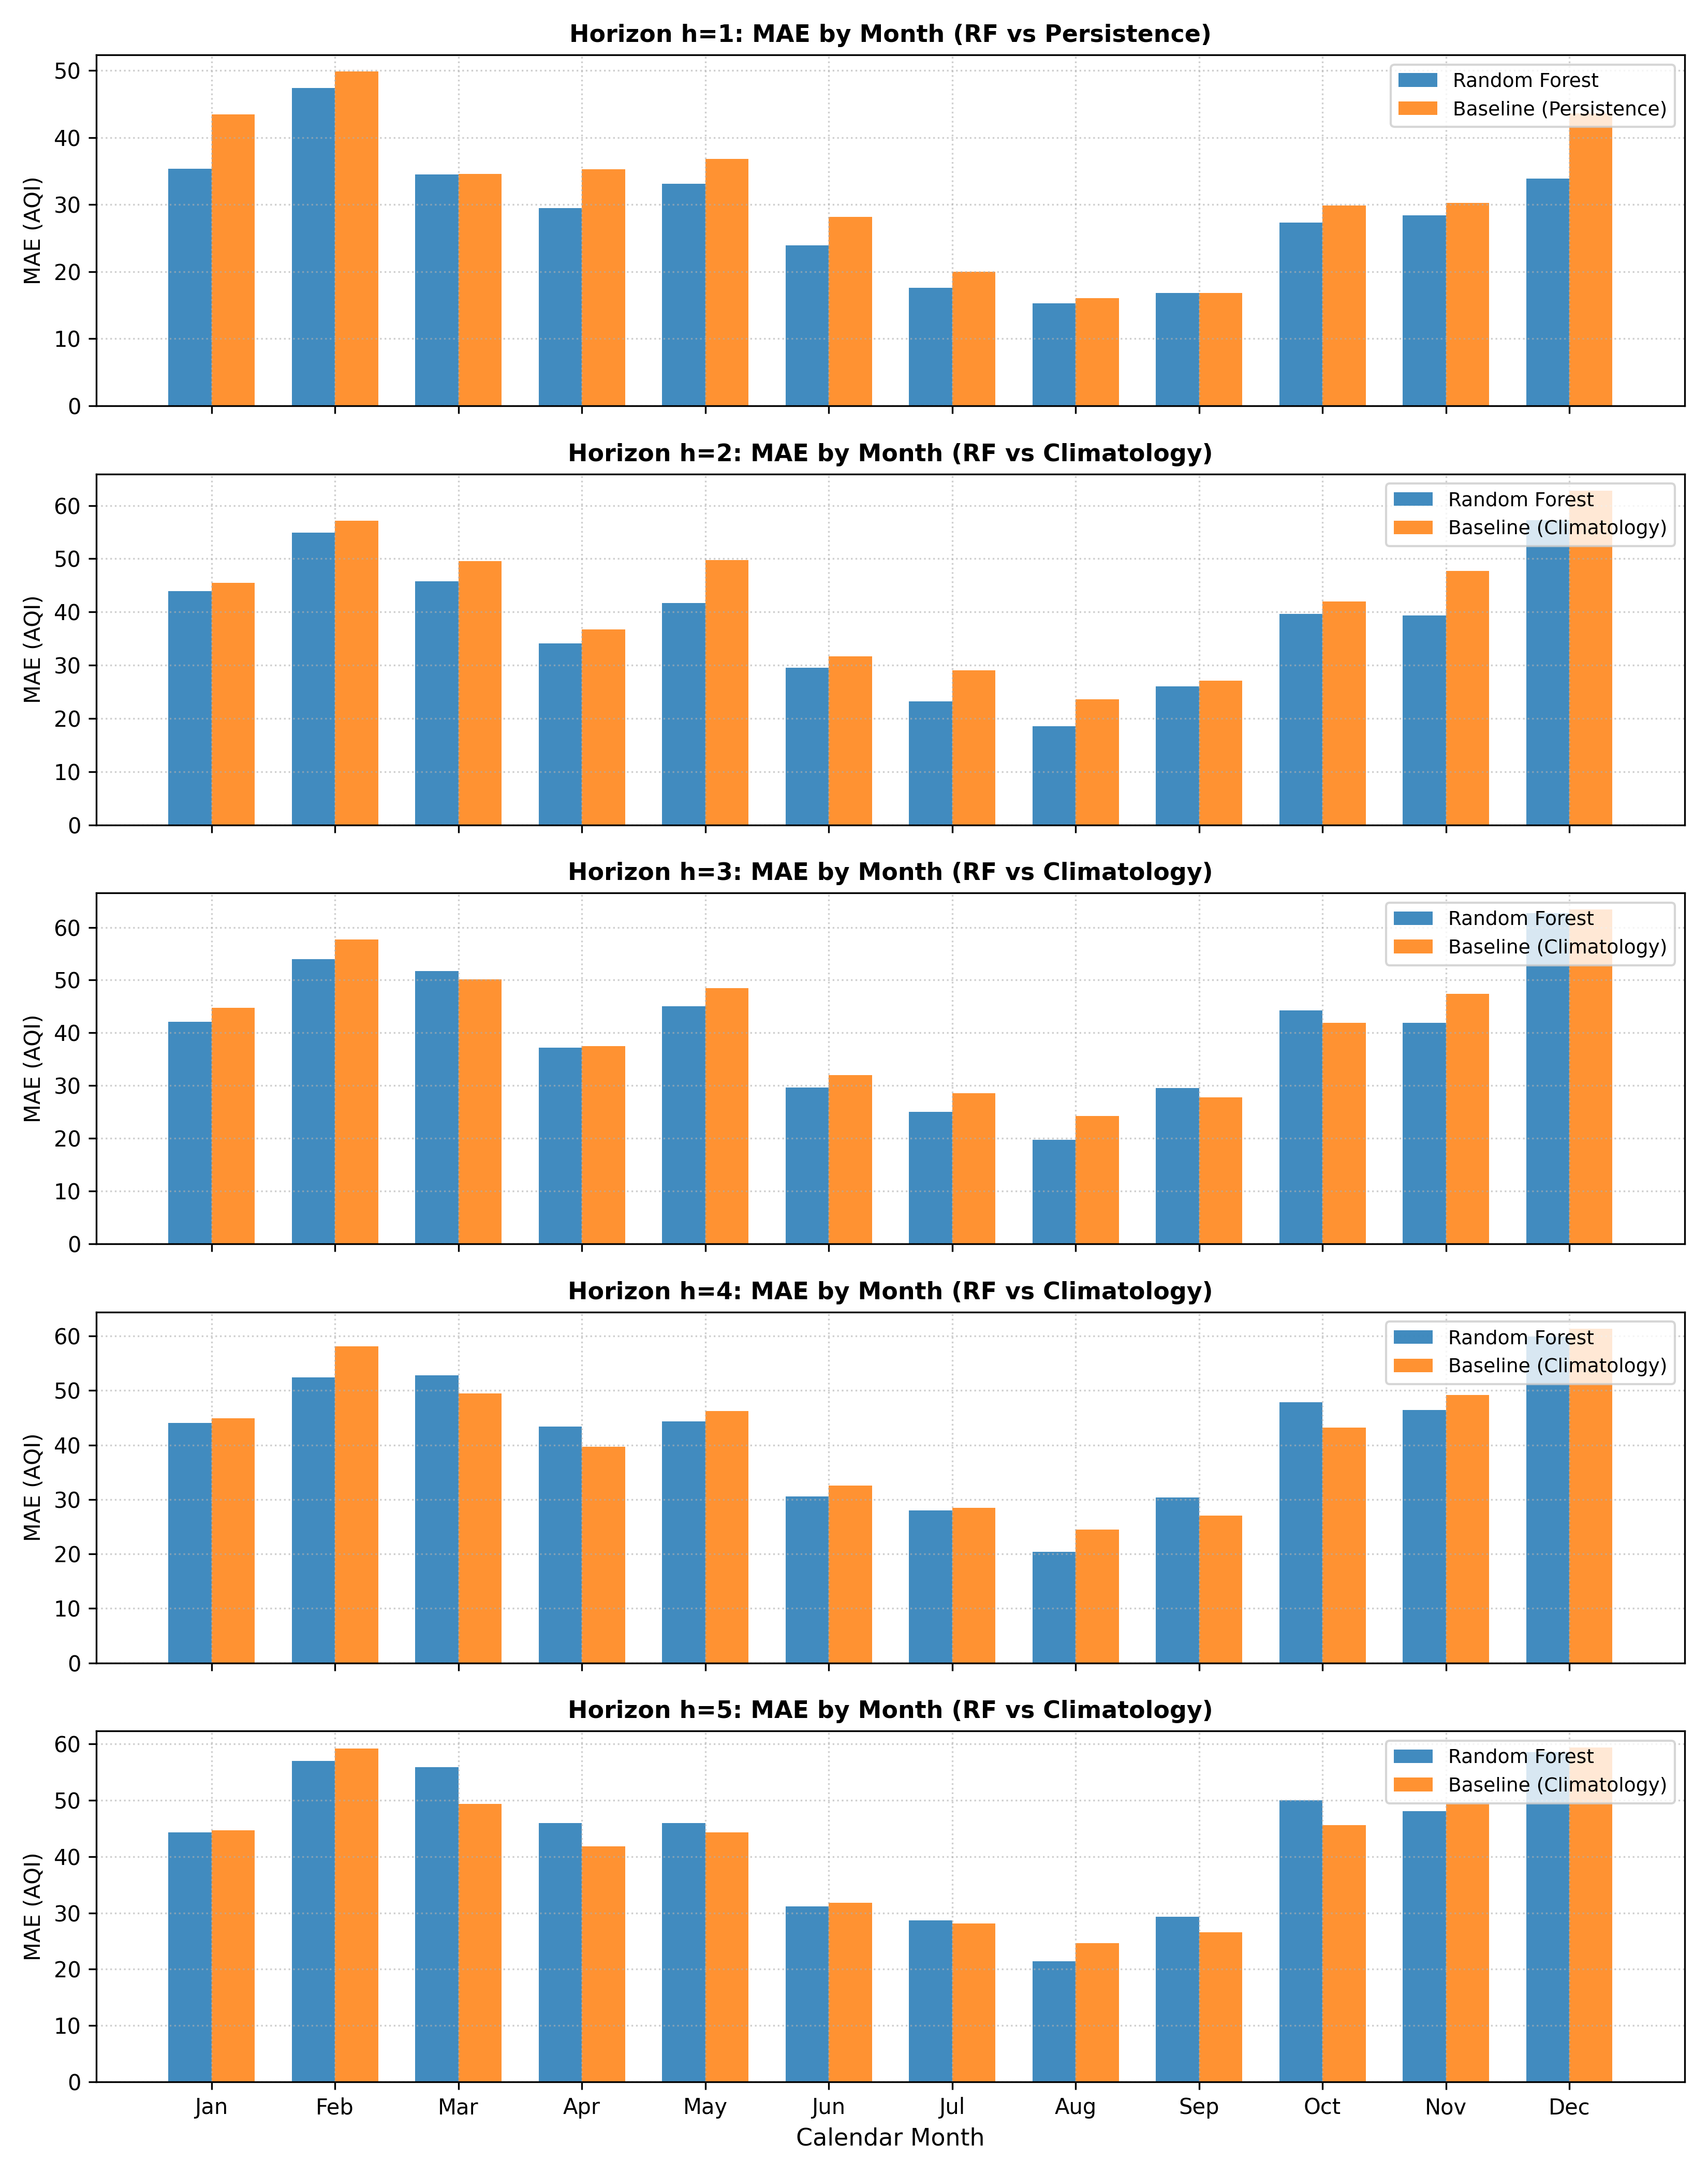 Horizon h=1: MAE by Month (RF vs Persistence)
50
40
30
20
10
0
MAE (AQI)
Random Forest
Baseline (Persistence)
Horizon h=2: MAE by Month (RF vs Climatology)
60
50
40
30
20
10
0
MAE (AQI)
Random Forest
Baseline (Climatology)
Horizon h=3: MAE by Month (RF vs Climatology)
60
50
40
30
20
10
0
MAE (AQI)
Random Forest
Baseline (Climatology)
Horizon h=4: MAE by Month (RF vs Climatology)
60
50
40
30
20
10
0
MAE (AQI)
Random Forest
Baseline (Climatology)
Horizon h=5: MAE by Month (RF vs Climatology)
60
50
40
30
20
10
0
MAE (AQI)
Random Forest
Baseline (Climatology)
Jan Feb Mar Apr May Jun Jul Aug Sep Oct Nov Dec
Calendar Month